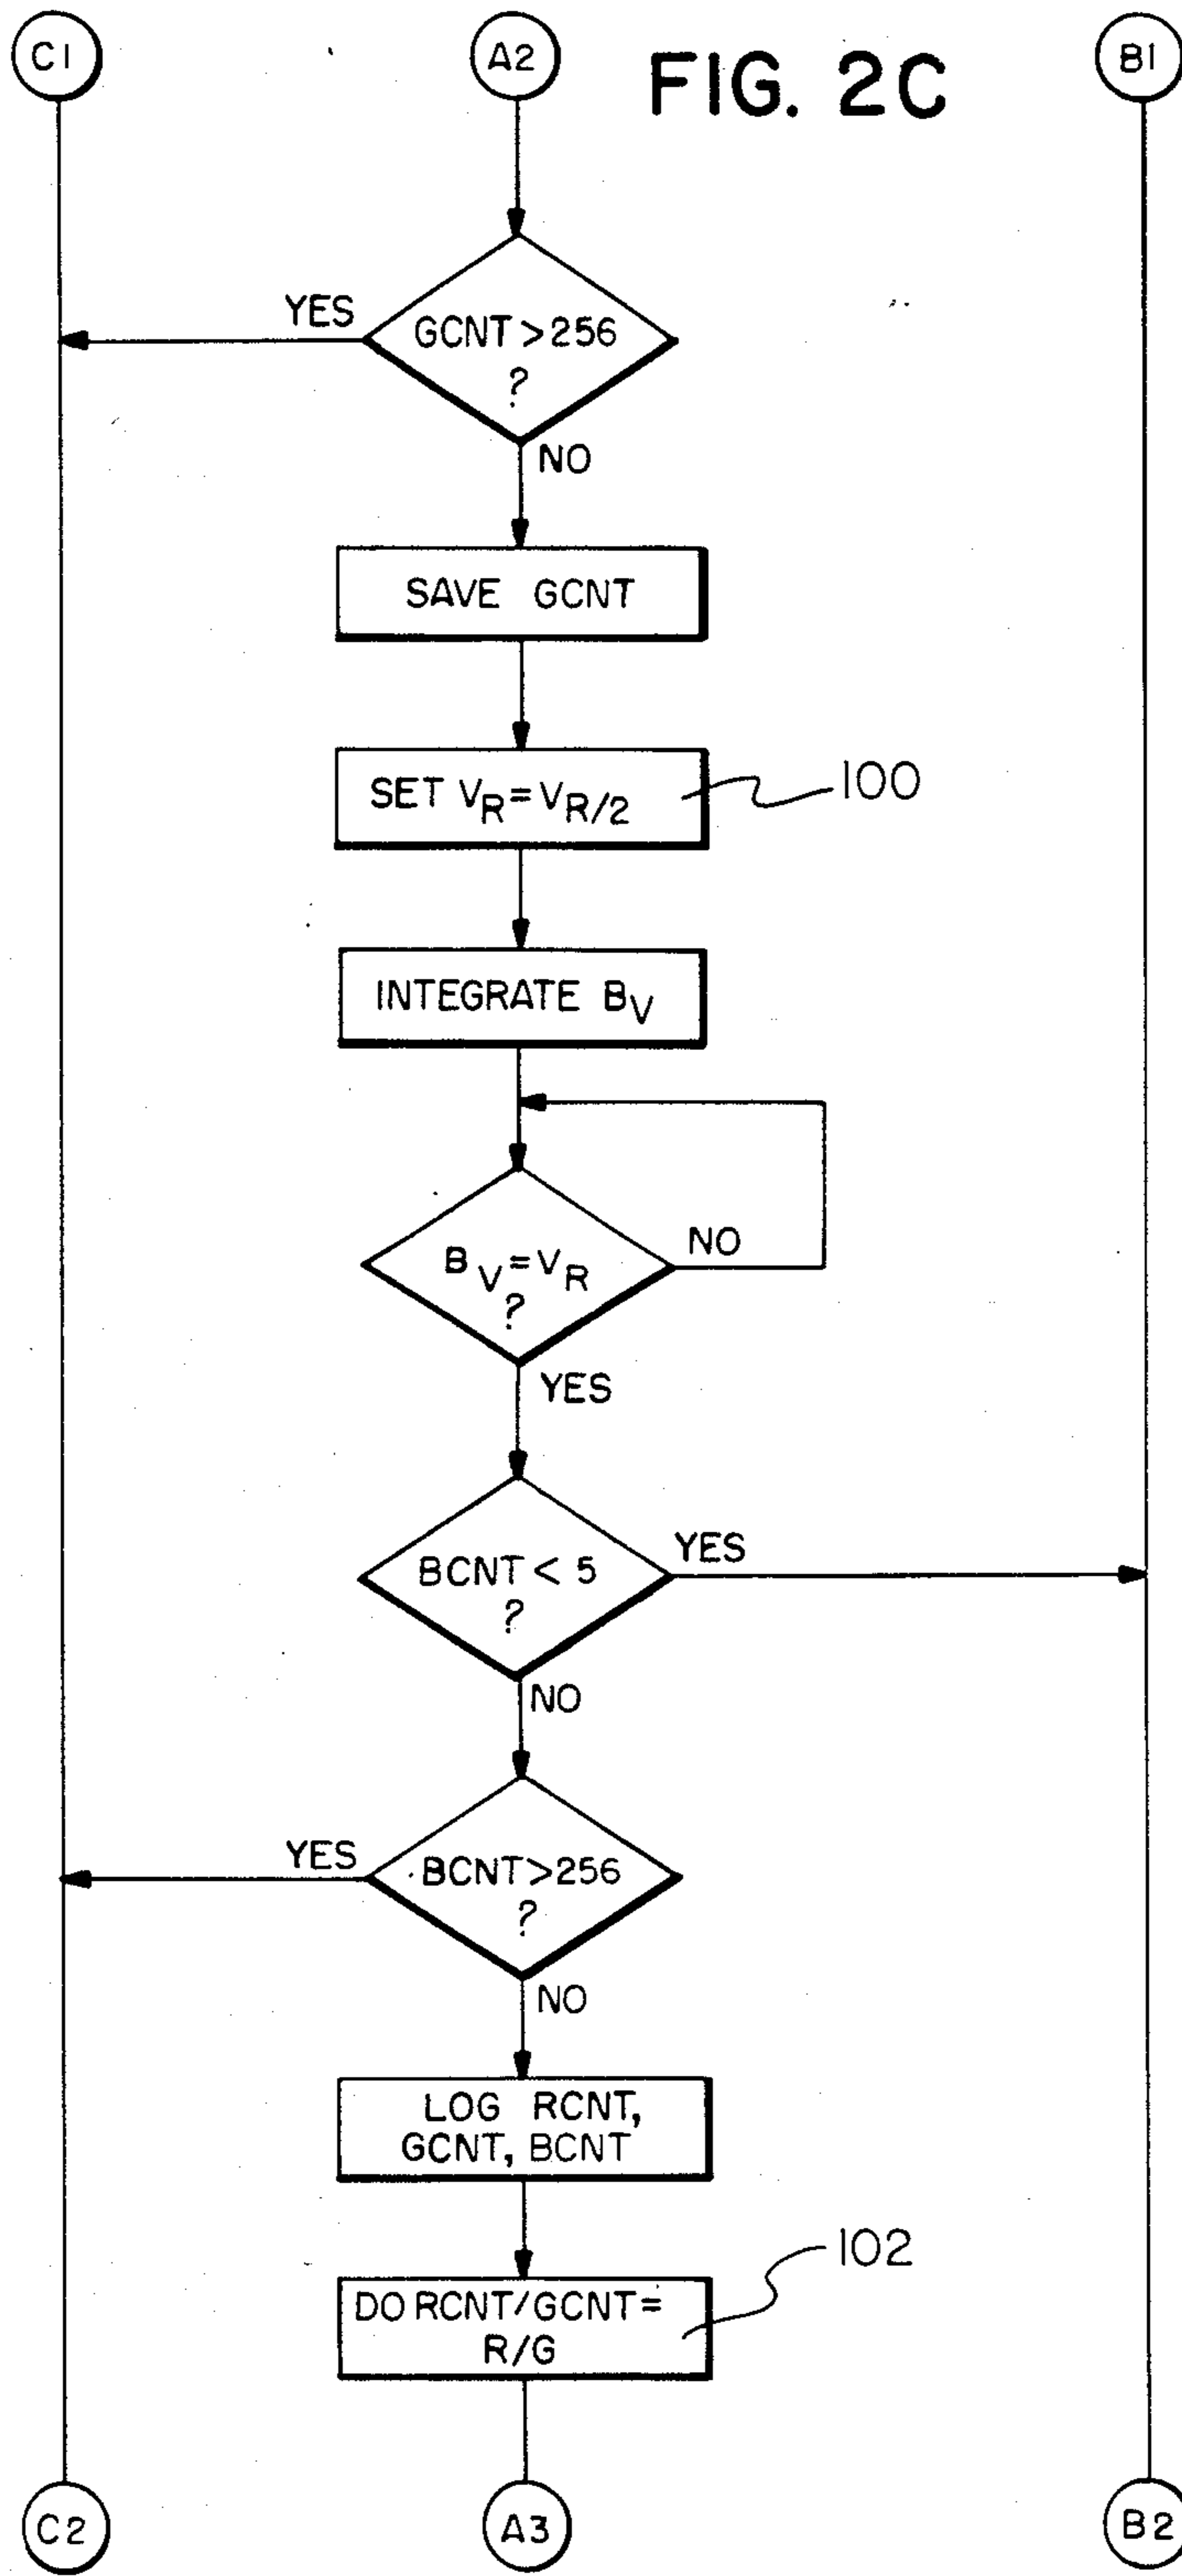 C1
A2
FIG. 2C
B1
YES
GCNT>256
?
NO
SAVE GCNT
SET VR=VR/2
100
INTEGRATE BV
BV=VR
?
NO
YES
BCNT< 5
?
YES
NO
YES
BCNT>256
?
NO
LOG RCNT,
GCNT, BCNT
102
DO RCNT/GCNT=
R/G
C2
A3
B2